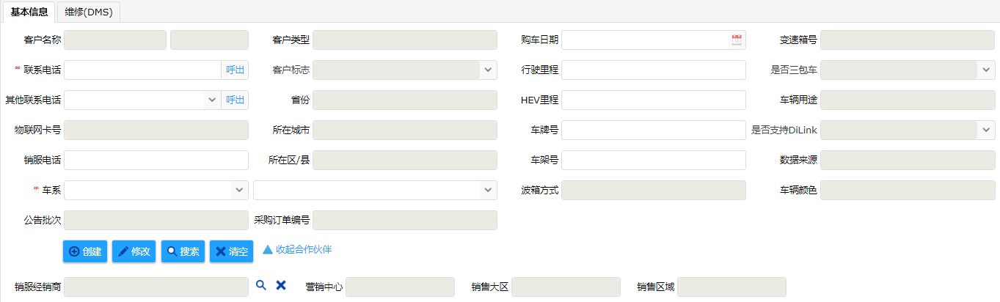 基本信息 维修(DMS)
客户名称 客户类型 购车日期 变速箱号
* 联系电话 呼出 客户标志 行驶里程 是否三包车
其他联系电话 呼出 省份 HEV里程 车辆用途
物联网卡号 所在城市 车牌号 是否支持DiLink
销服电话 所在区/县 车架号 数据来源
* 车系 波箱方式 车辆颜色
公告批次 采购订单编号
创建 修改 搜索 清空 收起合作伙伴
销服经销商 营销中心 销售大区 销售区域